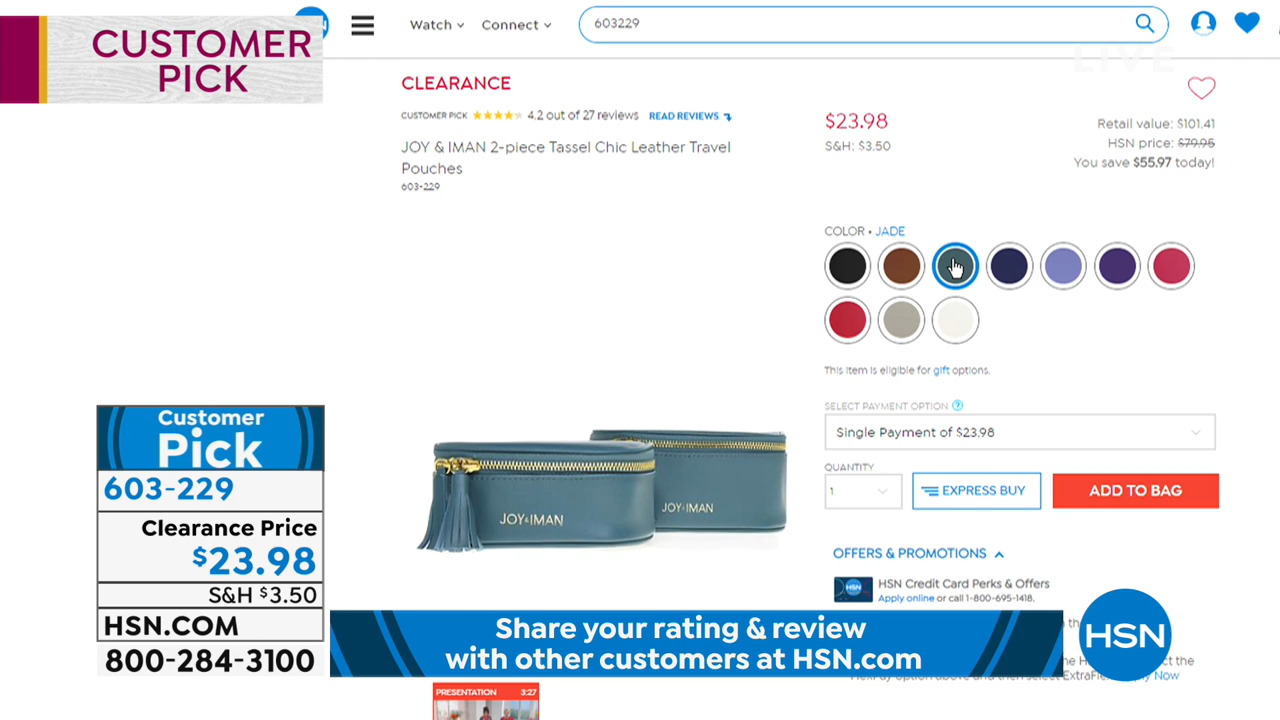 CUSTOMER
PICK
Watch
Connect
603229
LIVE
CLEARANCE
CUSTOMER PICK 4.2 out of 27 reviews READ REVIEWS
JOY & IMAN 2-piece Tassel Chic Leather Travel
Pouches
603-229
$23.98
S&H: $3.50
Retail value: $101.41
HSN price: $79.95
You save $55.97 today!
COLOR • JADE
This item is eligible for gift options.
SELECT PAYMENT OPTION ?
Single Payment of $23.98
QUANTITY
1
EXPRESS BUY
ADD TO BAG
OFFERS & PROMOTIONS
HSN
HSN Credit Card Perks & Offers
Apply online or call 1-800-695-1418.
JOY&IMAN
JOY&IMAN
Customer
Pick
603-229
Clearance Price
$23.98
S&H $3.50
HSN.COM
800-284-3100
Share your rating & review
with other customers at HSN.com
HSN
PRESENTATION 3:27